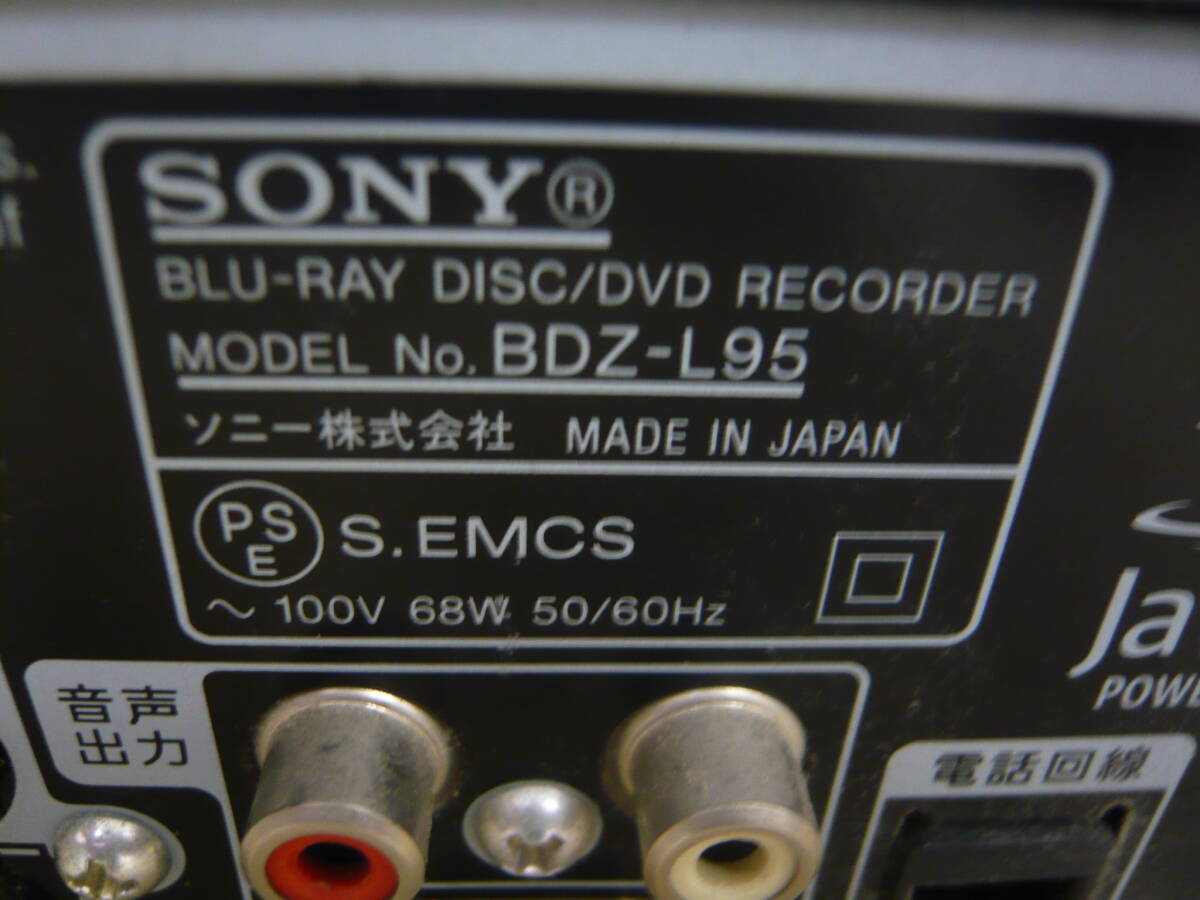 SONY®
BLU-RAY DISC/DVD RECORDER
MODEL No. BDZ-L95
ソニー株式会社 MADE IN JAPAN
PSE S.EMCS
～ 100V 68W 50/60Hz
音声
出力
電話回線